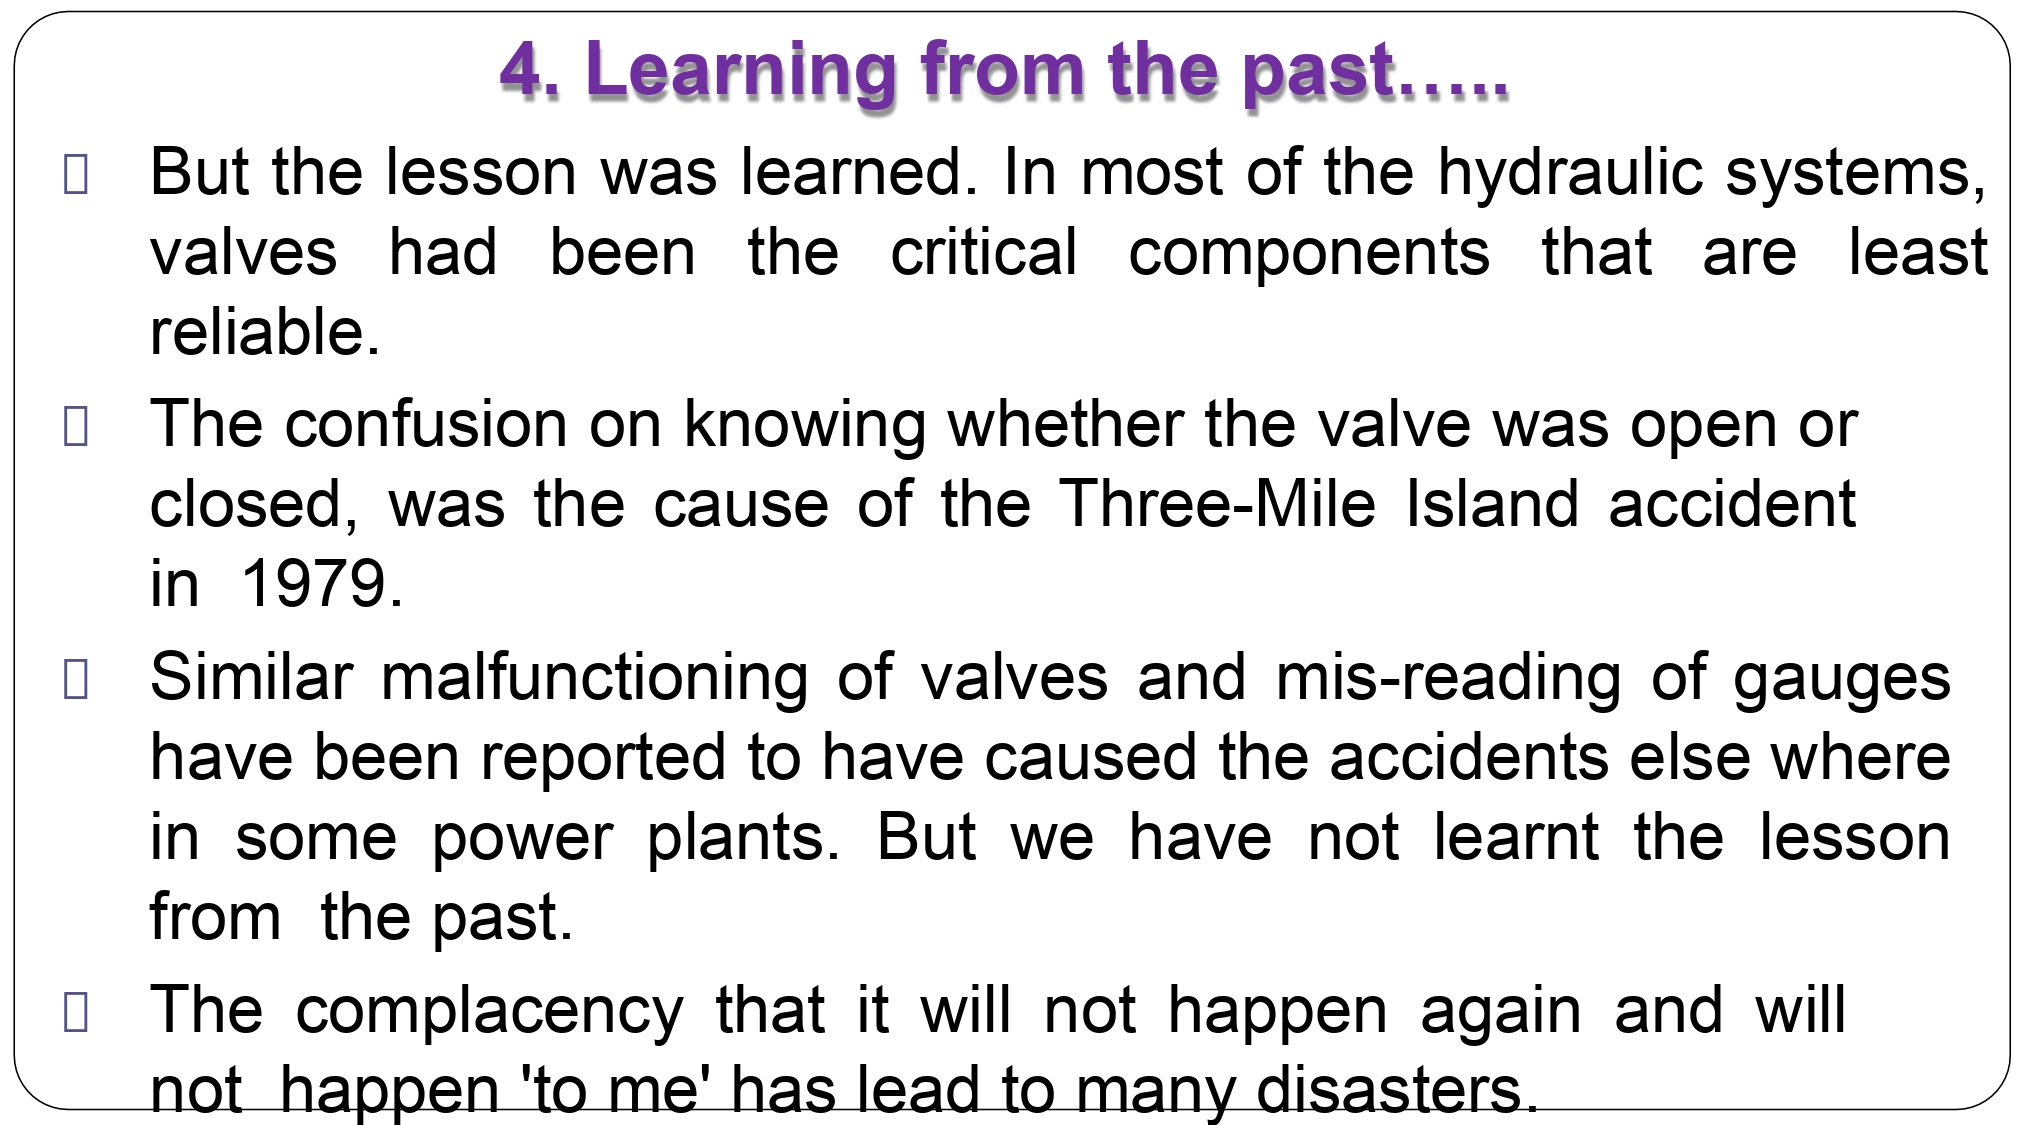 4. Learning from the past…..
But the lesson was learned. In most of the hydraulic systems,
valves had been the critical components that are least
reliable.
The confusion on knowing whether the valve was open or
closed, was the cause of the Three-Mile Island accident
in 1979.
Similar malfunctioning of valves and mis-reading of gauges
have been reported to have caused the accidents else where
in some power plants. But we have not learnt the lesson
from the past.
The complacency that it will not happen again and will
not happen 'to me' has lead to many disasters.